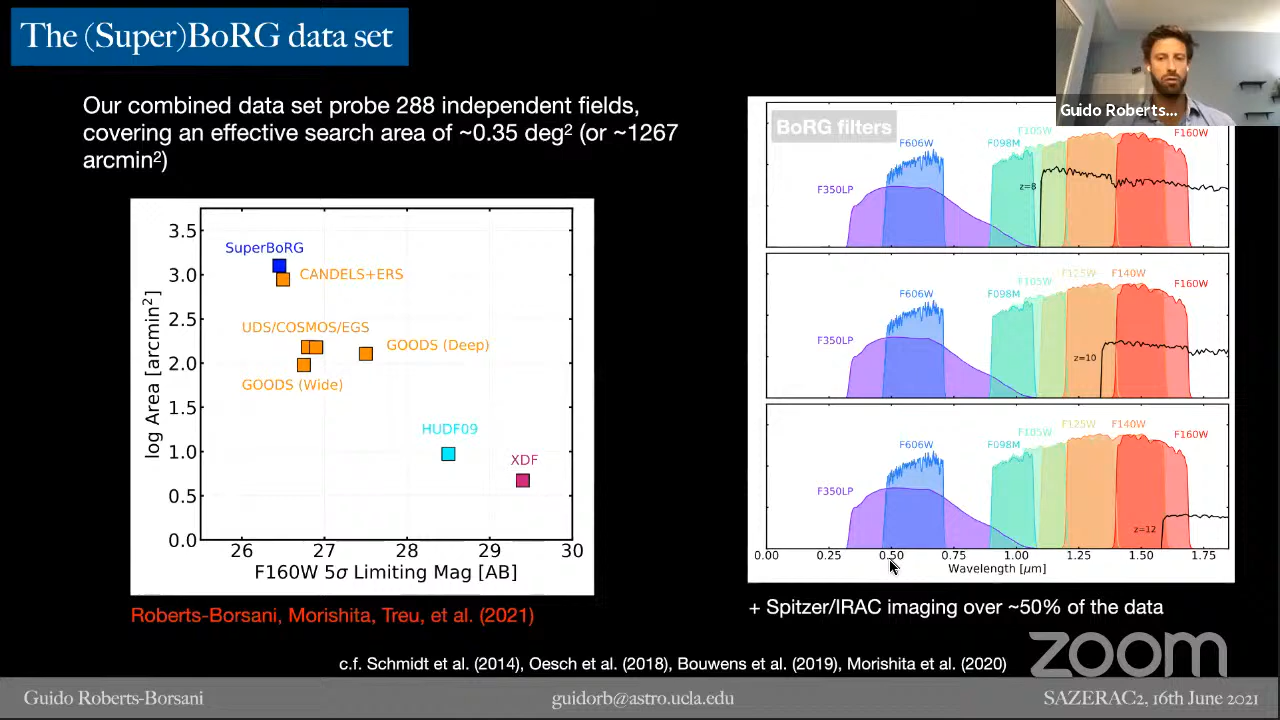 The (Super)BoRG data set
Guido Roberts...
Our combined data set probe 288 independent fields,
covering an effective search area of ~0.35 deg² (or ~1267
arcmin²)
3.5
3.0
2.5
2.0
1.5
1.0
0.5
0.0
log Area [arcmin²]
SuperBoRG
CANDELS+ERS
UDS/COSMOS/EGS
GOODS (Deep)
GOODS (Wide)
HUDF09
XDF
26 27 28 29 30
F160W 5σ Limiting Mag [AB]
Roberts-Borsani, Morishita, Treu, et al. (2021)
BoRG filters
F350LP
F606W
F098M
F105W
F160W
z=8
F350LP
F606W
F098M
F105W
F125W
F140W
F160W
z=10
F350LP
F606W
F098M
F105W
F125W
F140W
F160W
z=12
0.00 0.25 0.50 0.75 1.00 1.25 1.50 1.75
Wavelength [μm]
+ Spitzer/IRAC imaging over ~50% of the data
c.f. Schmidt et al. (2014), Oesch et al. (2018), Bouwens et al. (2019), Morishita et al. (2020)
zoom
Guido Roberts-Borsani
guidorb@astro.ucla.edu
SAZERAC2, 16th June 2021